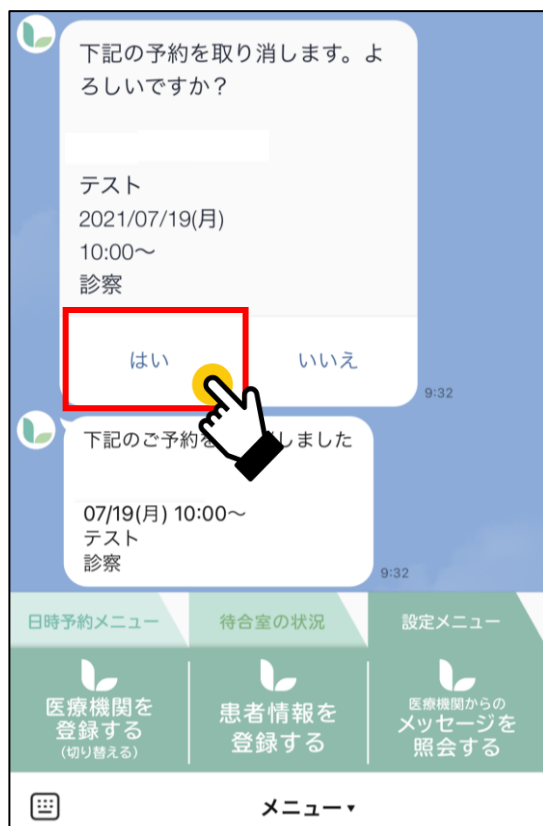 下記の予約を取り消します。よ
ろしいですか？
テスト
2021/07/19(月)
10:00～
診察
はい
いいえ
9:32
下記のご予約を
しました
07/19(月) 10:00～
テスト
診察
9:32
日時予約メニュー
待合室の状況
設定メニュー
医療機関を
登録する
(切り替える)
患者情報を
登録する
医療機関からの
メッセージを
照会する
メニュー▼